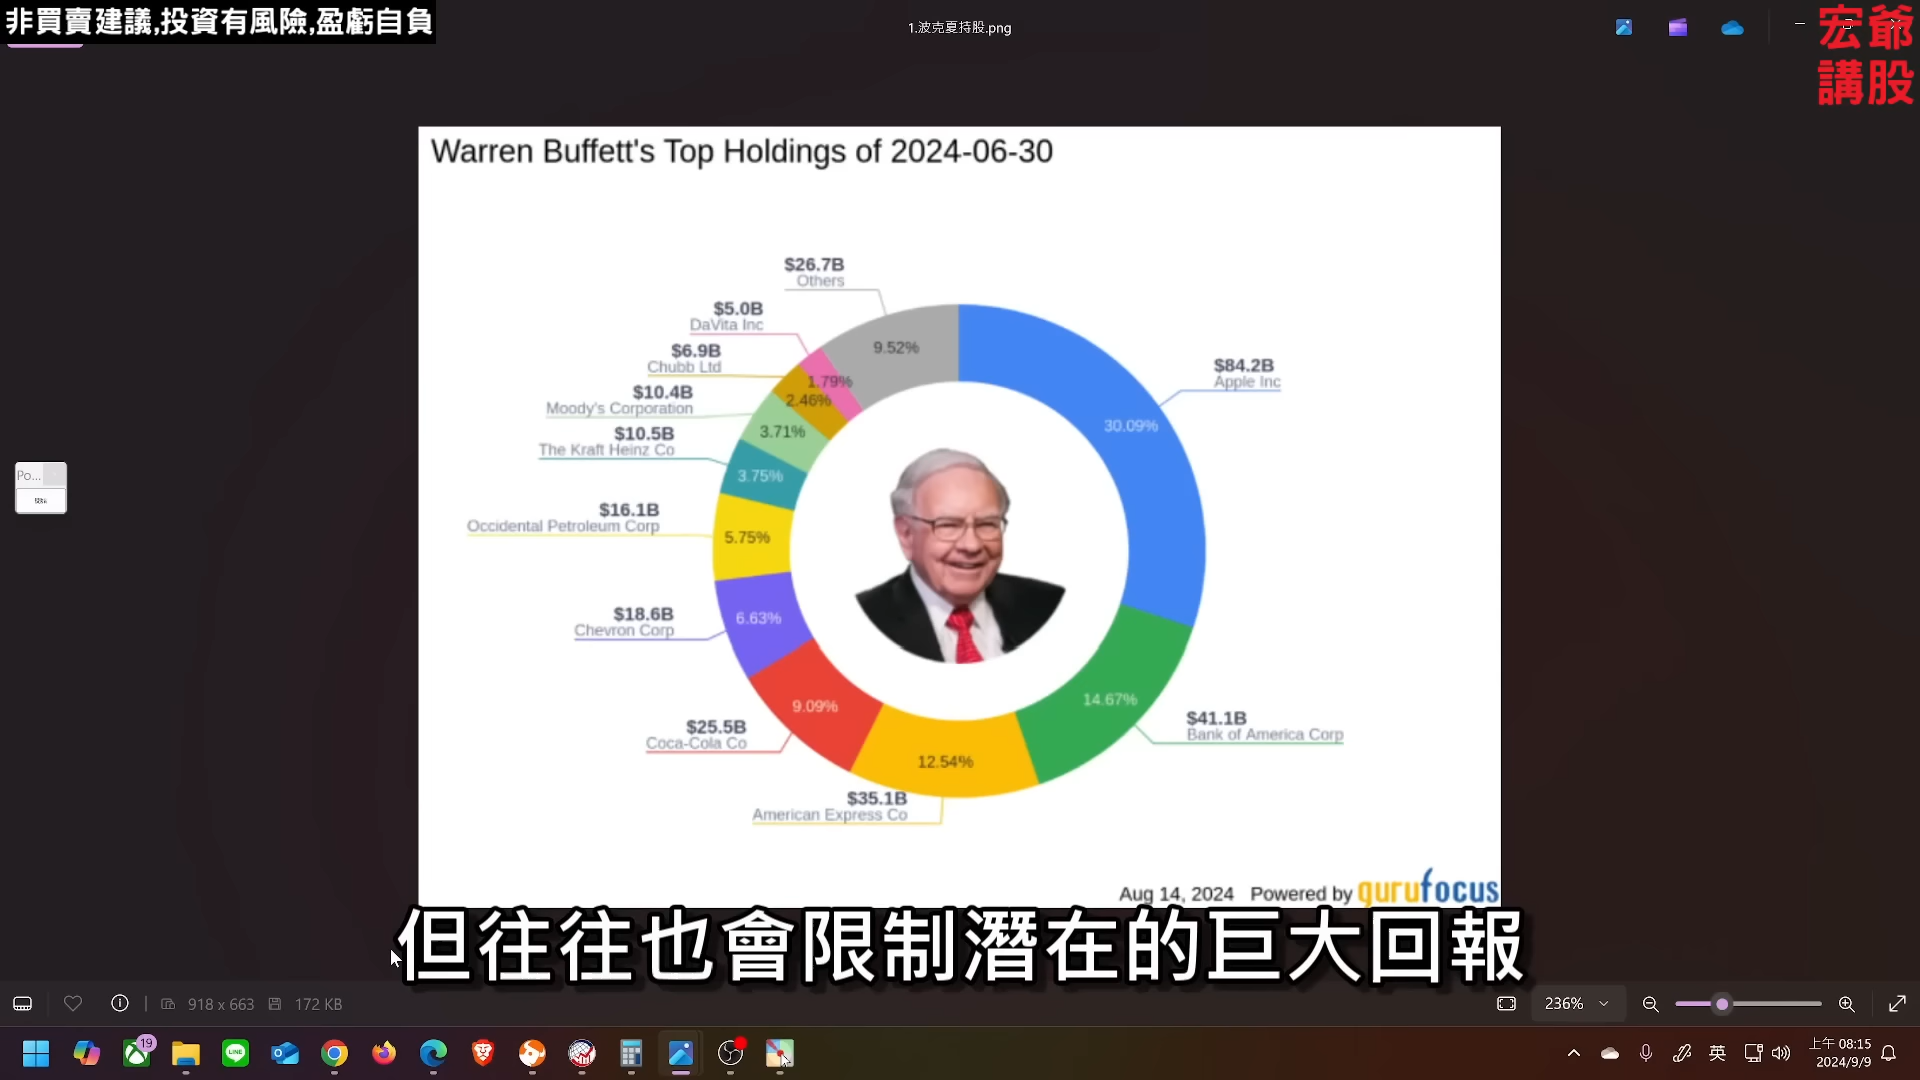 非買賣建議,投資有風險,盈虧自負
1.波克夏持股.png
宏爺
講股
Warren Buffett's Top Holdings of 2024-06-30
$26.7B
Others
9.52%
$5.0B
DaVita Inc
1.79%
$6.9B
Chubb Ltd
2.46%
$10.4B
Moody's Corporation
3.71%
$10.5B
The Kraft Heinz Co
3.75%
$16.1B
Occidental Petroleum Corp
5.75%
$18.6B
Chevron Corp
6.63%
$25.5B
Coca-Cola Co
9.09%
$35.1B
American Express Co
12.54%
$41.1B
Bank of America Corp
14.67%
$84.2B
Apple Inc
30.09%
Po...
Aug 14, 2024 Powered by gurufocus
但往往也會限制潛在的巨大回報
918 x 663
172 KB
236%
19
LINE
英
上午 08:15
2024/9/9